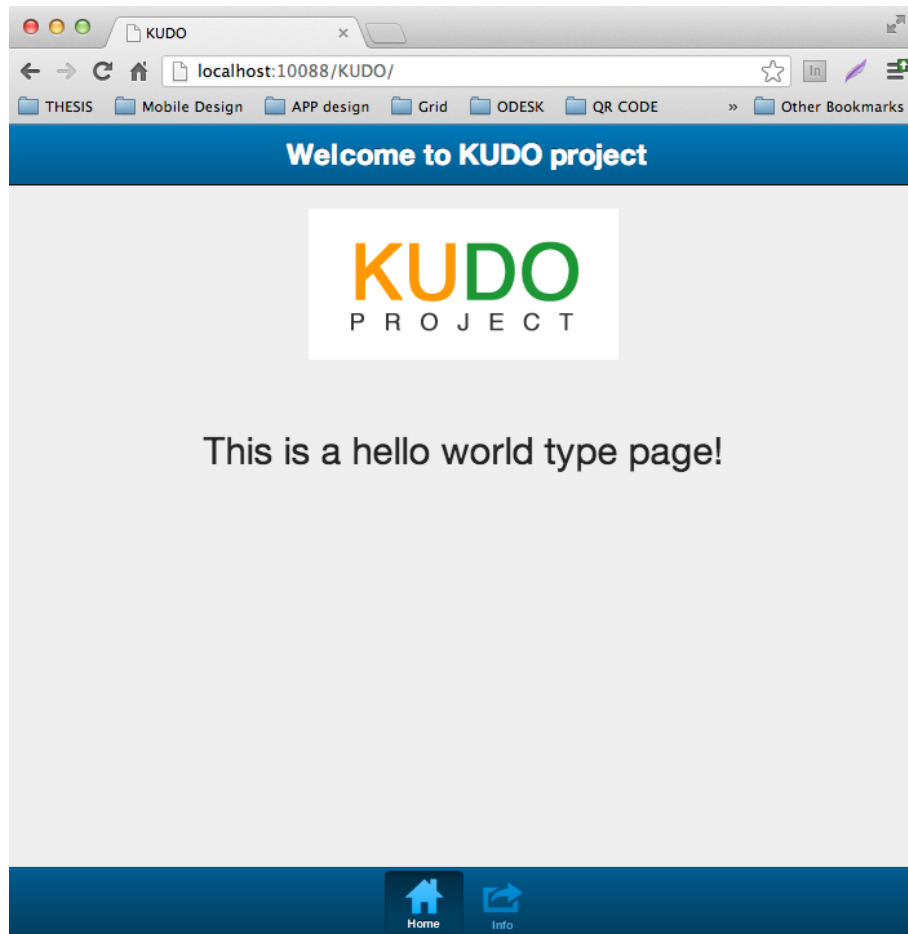 KUDO
localhost:10088/KUDO/
In
THESIS Mobile Design APP design Grid ODESK QR CODE » Other Bookmarks
Welcome to KUDO project
KUDO
PROJECT
This is a hello world type page!
Home Info